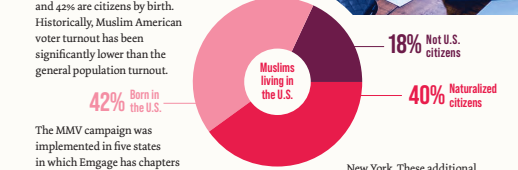 and 42% are citizens by birth.
Historically, Muslim American
voter turnout has been
significantly lower than the
general population turnout.
The MMV campaign was
implemented in five states
in which Emgage has chapters
42% Born in
the U.S.
Muslims
living in
the U.S.
18% Not U.S.
citizens
40% Naturalized
citizens
New York. These additional